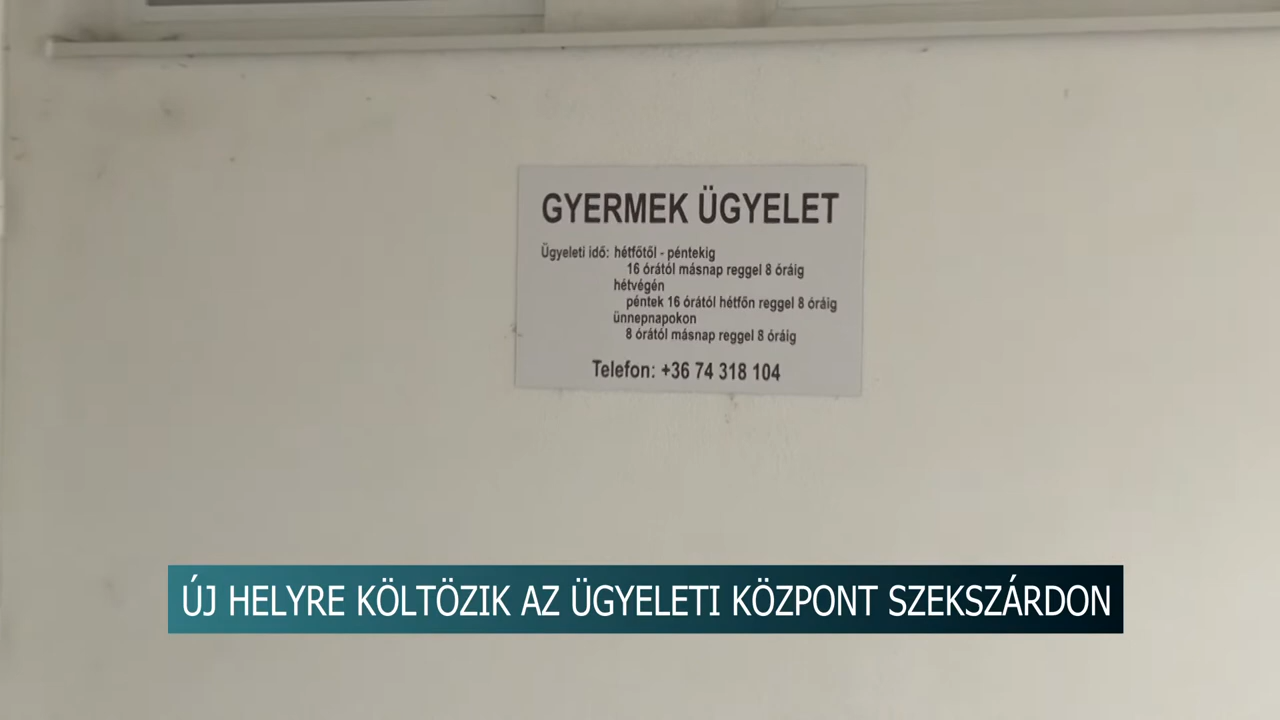 GYERMEK ÜGYELET
Ügyeleti idő: hétfőtől - péntekig
16 órától másnap reggel 8 óráig
hétvégén
péntek 16 órától hétfőn reggel 8 óráig
ünnepnapokon
8 órától másnap reggel 8 óráig
Telefon: +36 74 318 104
ÚJ HELYRE KÖLTÖZIK AZ ÜGYELETI KÖZPONT SZEKSZÁRDON